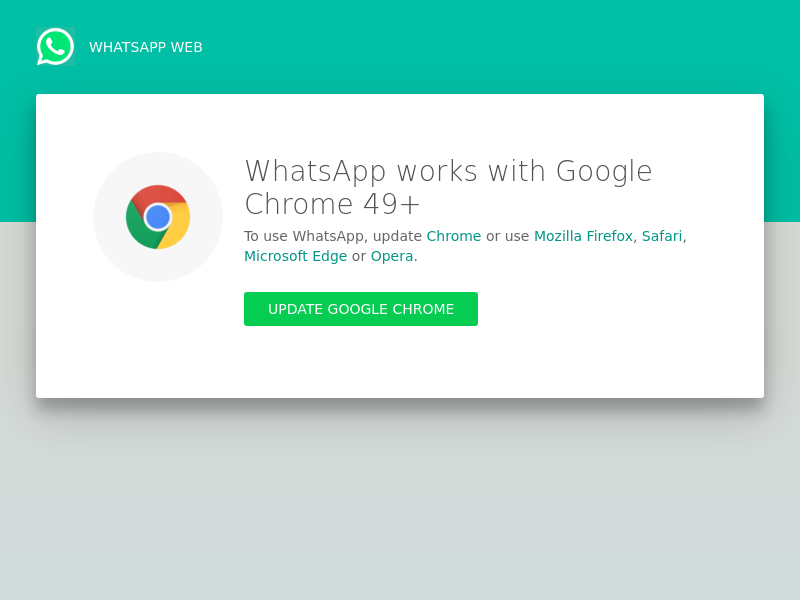 WHATSAPP WEB
WhatsApp works with Google
Chrome 49+
To use WhatsApp, update Chrome or use Mozilla Firefox, Safari,
Microsoft Edge or Opera.
UPDATE GOOGLE CHROME